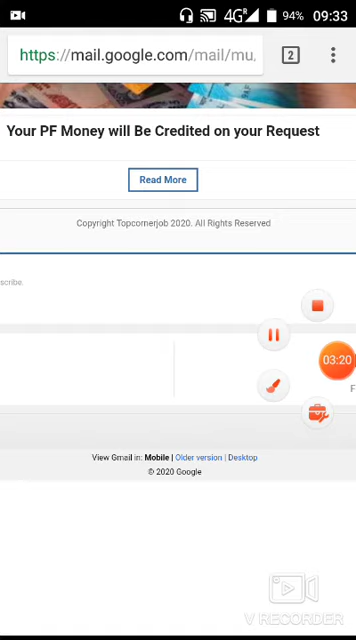 4G R 94% 09:33
https://mail.google.com/mail/mu, 2
Your PF Money will Be Credited on your Request
Read More
Copyright Topcornerjob 2020. All Rights Reserved
scribe.
03:20
F
View Gmail in: Mobile | Older version | Desktop
© 2020 Google
V RECORDER